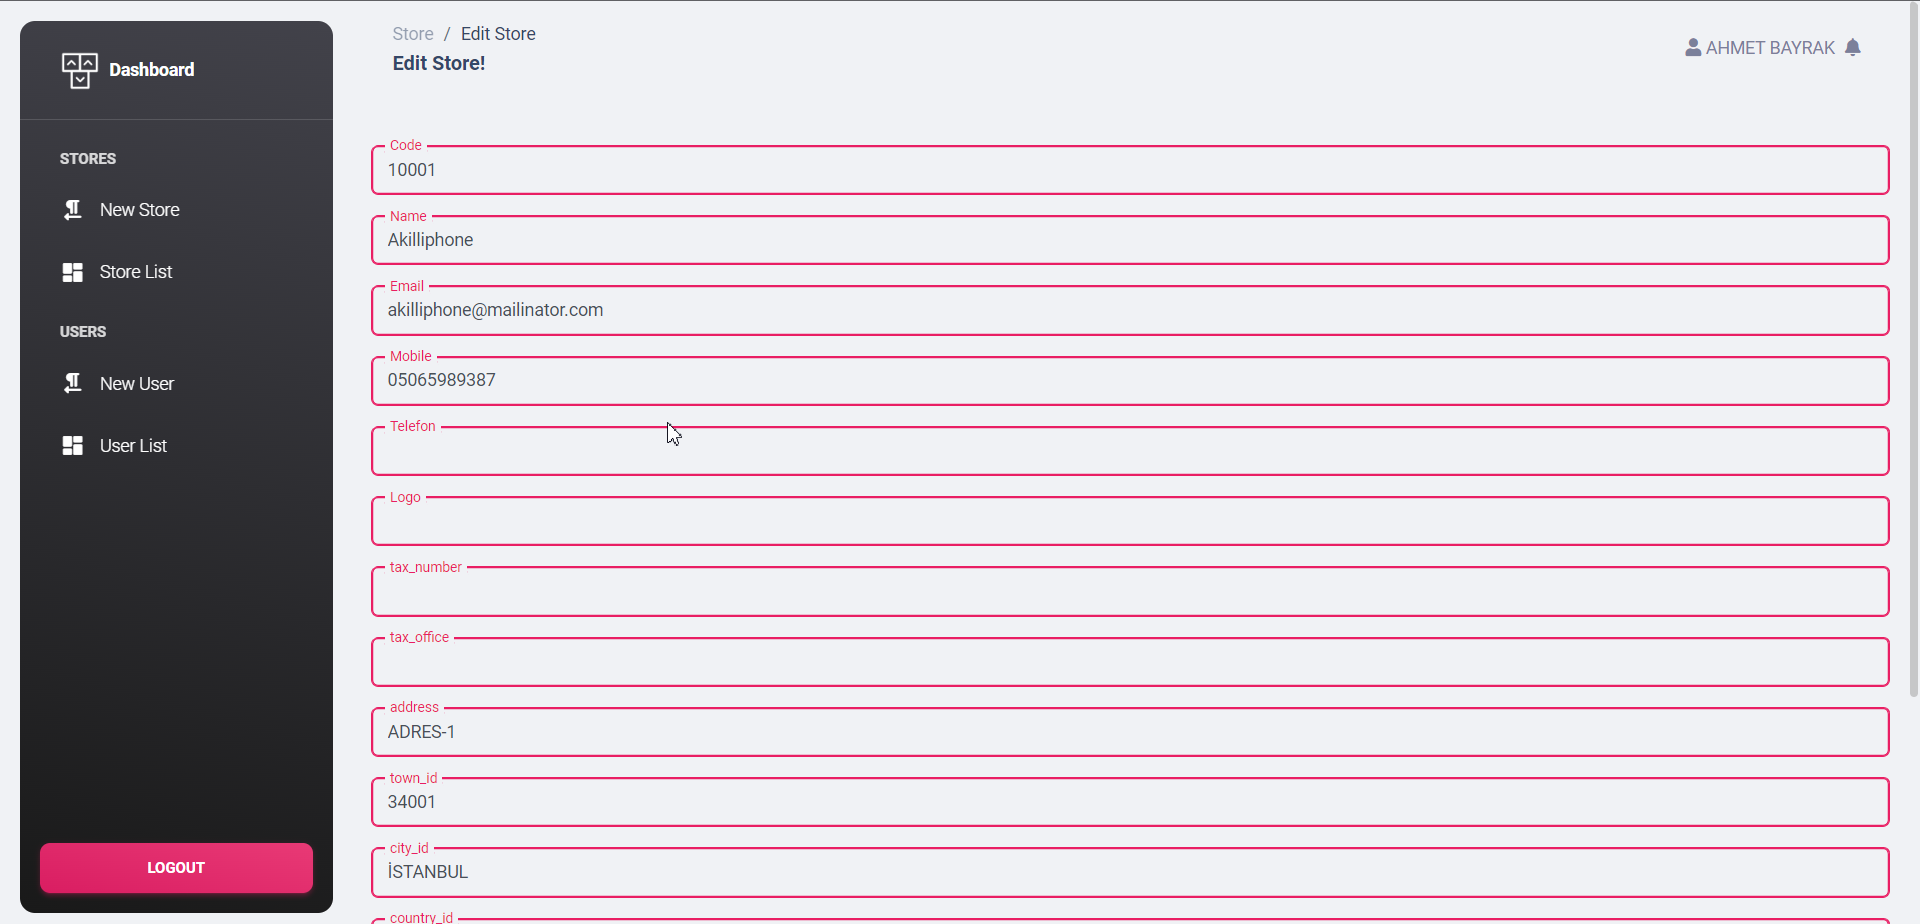 Dashboard
STORES
New Store
Store List
USERS
New User
User List
LOGOUT
Store / Edit Store
Edit Store!
AHMET BAYRAK
Code
10001
Name
Akilliphone
Email
akilliphone@mailinator.com
Mobile
05065989387
Telefon
Logo
tax_number
tax_office
address
ADRES-1
town_id
34001
city_id
İSTANBUL
country_id